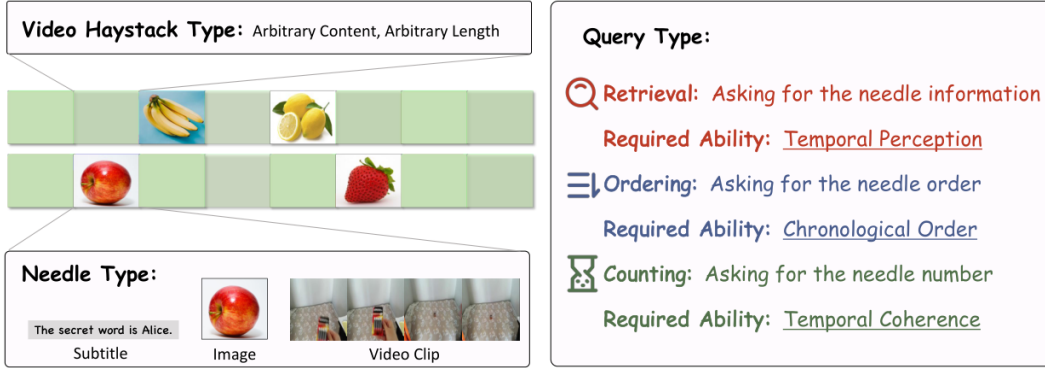 Video Haystack Type: Arbitrary Content, Arbitrary Length
Needle Type:
The secret word is Alice.
Subtitle
Image
Video Clip
Query Type:
Retrieval: Asking for the needle information
Required Ability: Temporal Perception
Ordering: Asking for the needle order
Required Ability: Chronological Order
Counting: Asking for the needle number
Required Ability: Temporal Coherence